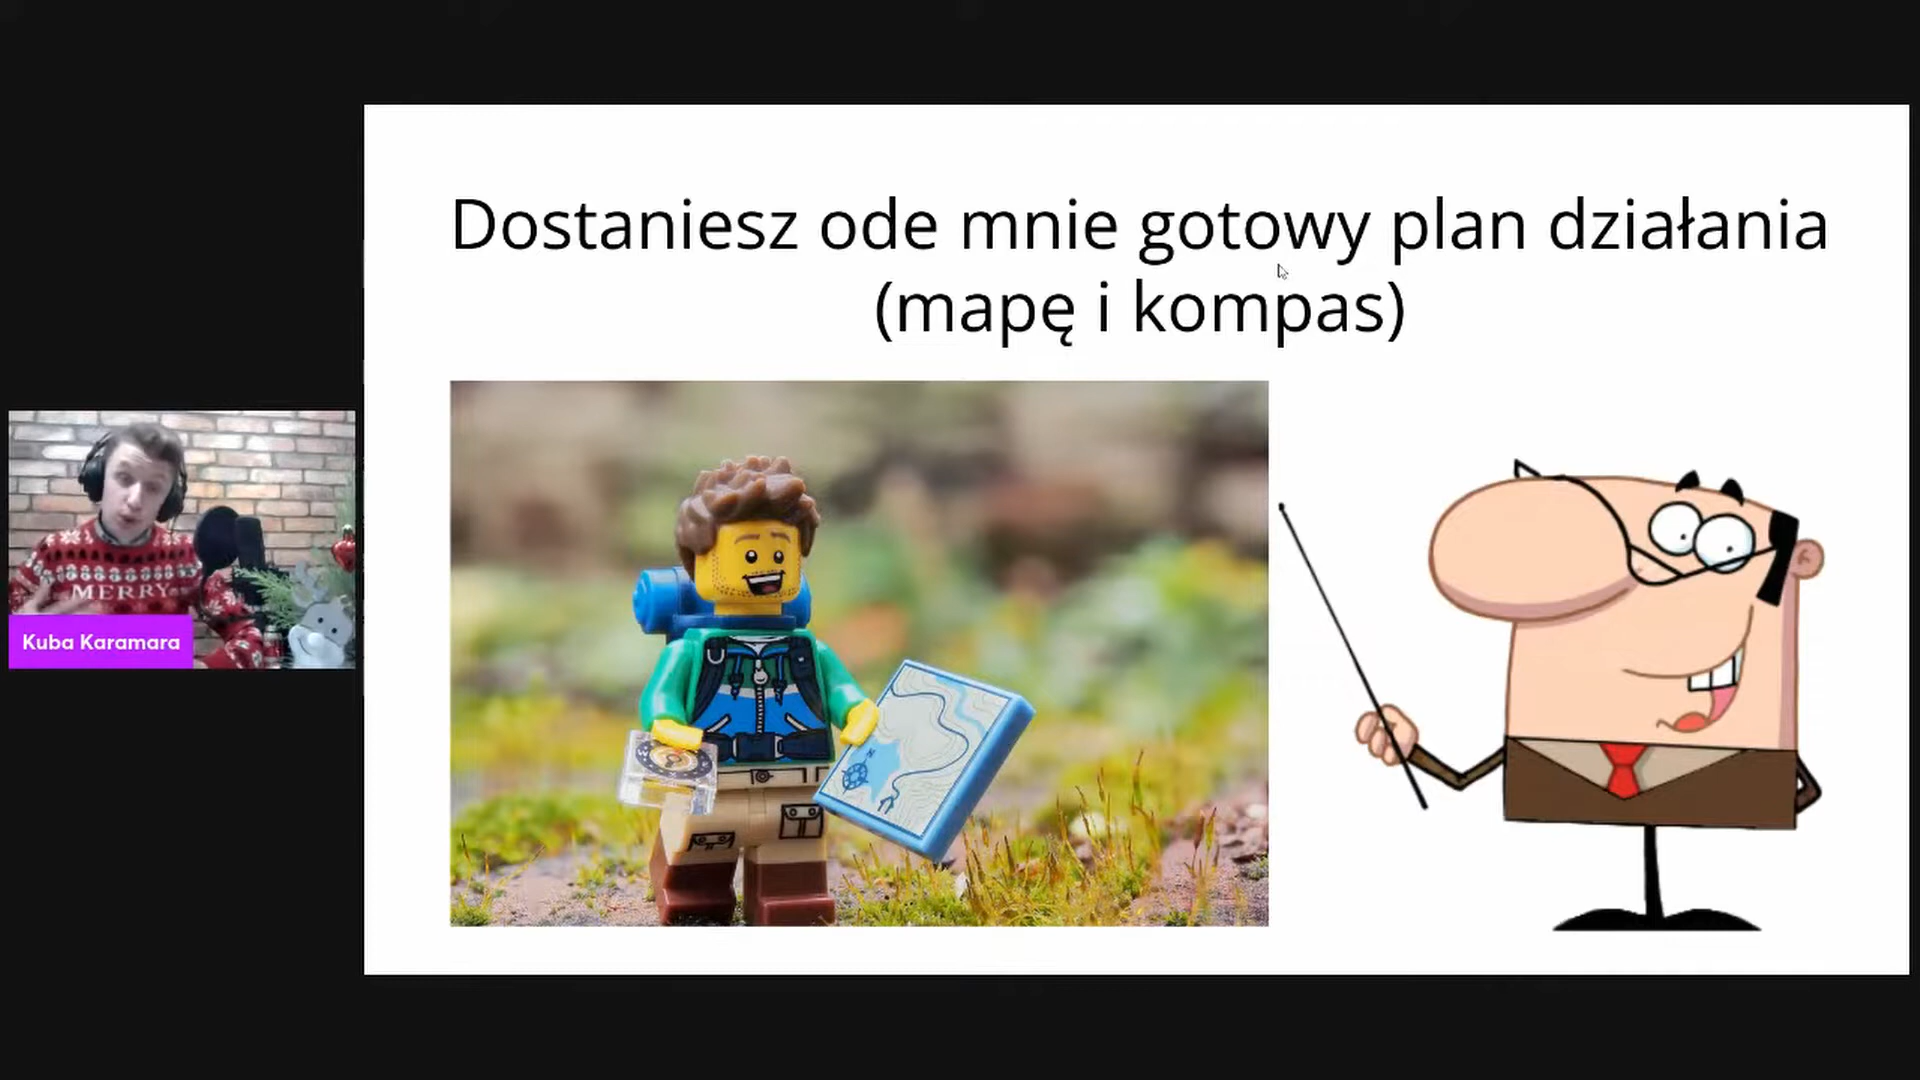 Dostaniesz ode mnie gotowy plan działania
(mapę i kompas)
MERRY
Kuba Karamara
N